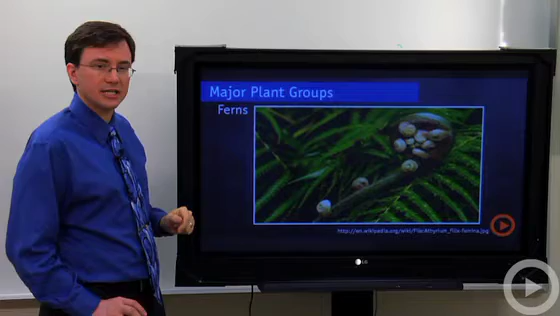 Major Plant Groups
Ferns
http://en.wikipedia.org/wiki/File:Athyrium_filix-femina.jpg
LG